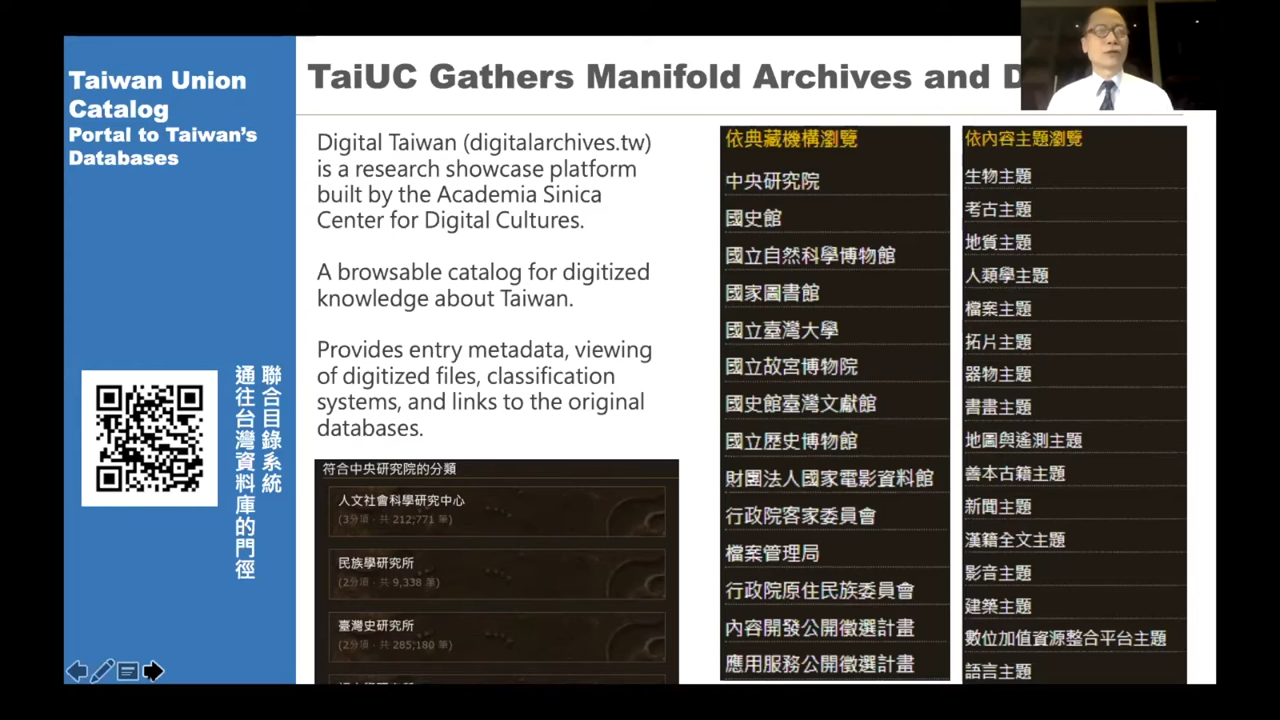 Taiwan Union
Catalog
Portal to Taiwan's
Databases
聯合目錄系統
通往台灣資料庫的門徑
TaiUC Gathers Manifold Archives and D
Digital Taiwan (digitalarchives.tw)
is a research showcase platform
built by the Academia Sinica
Center for Digital Cultures.
A browsable catalog for digitized
knowledge about Taiwan.
Provides entry metadata, viewing
of digitized files, classification
systems, and links to the original
databases.
符合中央研究院的分類
人文社會科學研究中心
(3分項 · 共 212,771 筆)
民族學研究所
(2分項 · 共 9,338 筆)
臺灣史研究所
(2分項 · 共 285,180 筆)
依典藏機構瀏覽
中央研究院
國史館
國立自然科學博物館
國家圖書館
國立臺灣大學
國立故宮博物院
國史館臺灣文獻館
國立歷史博物館
財團法人國家電影資料館
行政院客家委員會
檔案管理局
行政院原住民族委員會
內容開發公開徵選計畫
應用服務公開徵選計畫
依內容主題瀏覽
生物主題
考古主題
地質主題
人類學主題
檔案主題
拓片主題
器物主題
書畫主題
地圖與遙測主題
善本古籍主題
新聞主題
漢籍全文主題
影音主題
建築主題
數位加值資源整合平台主題
語言主題